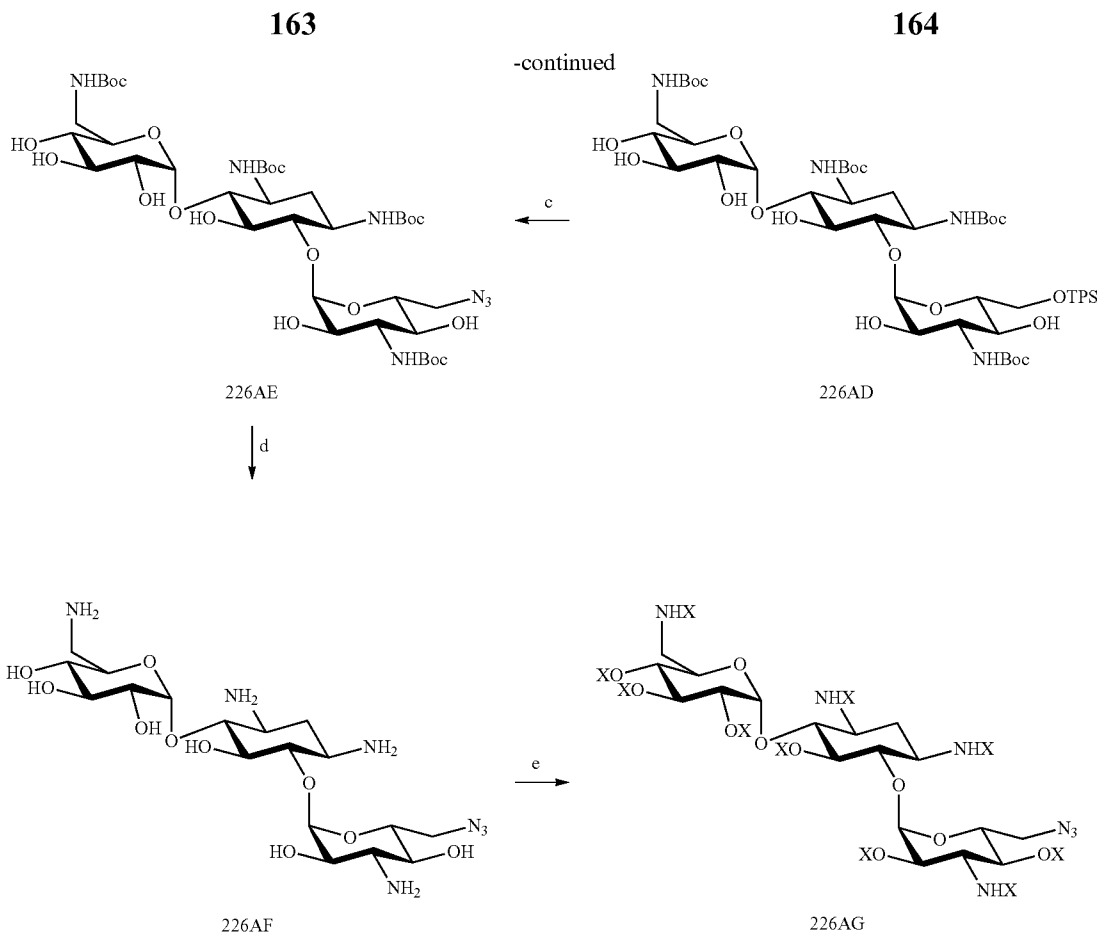 163 164
-continued
NHBoc
HO
O
HO
OH
NHBoc
O
HO
NHBoc
O
O
N3
HO
OH
NHBoc
226AE
c
NHBoc
HO
O
HO
OH
NHBoc
O
HO
NHBoc
O
O
OTPS
HO
OH
NHBoc
226AD
d
NH2
HO
O
HO
OH
NH2
O
HO
NH2
O
O
N3
HO
OH
NH2
226AF
e
NHX
XO
O
XO
OX
NHX
O
XO
NHX
O
O
N3
XO
OX
NHX
226AG